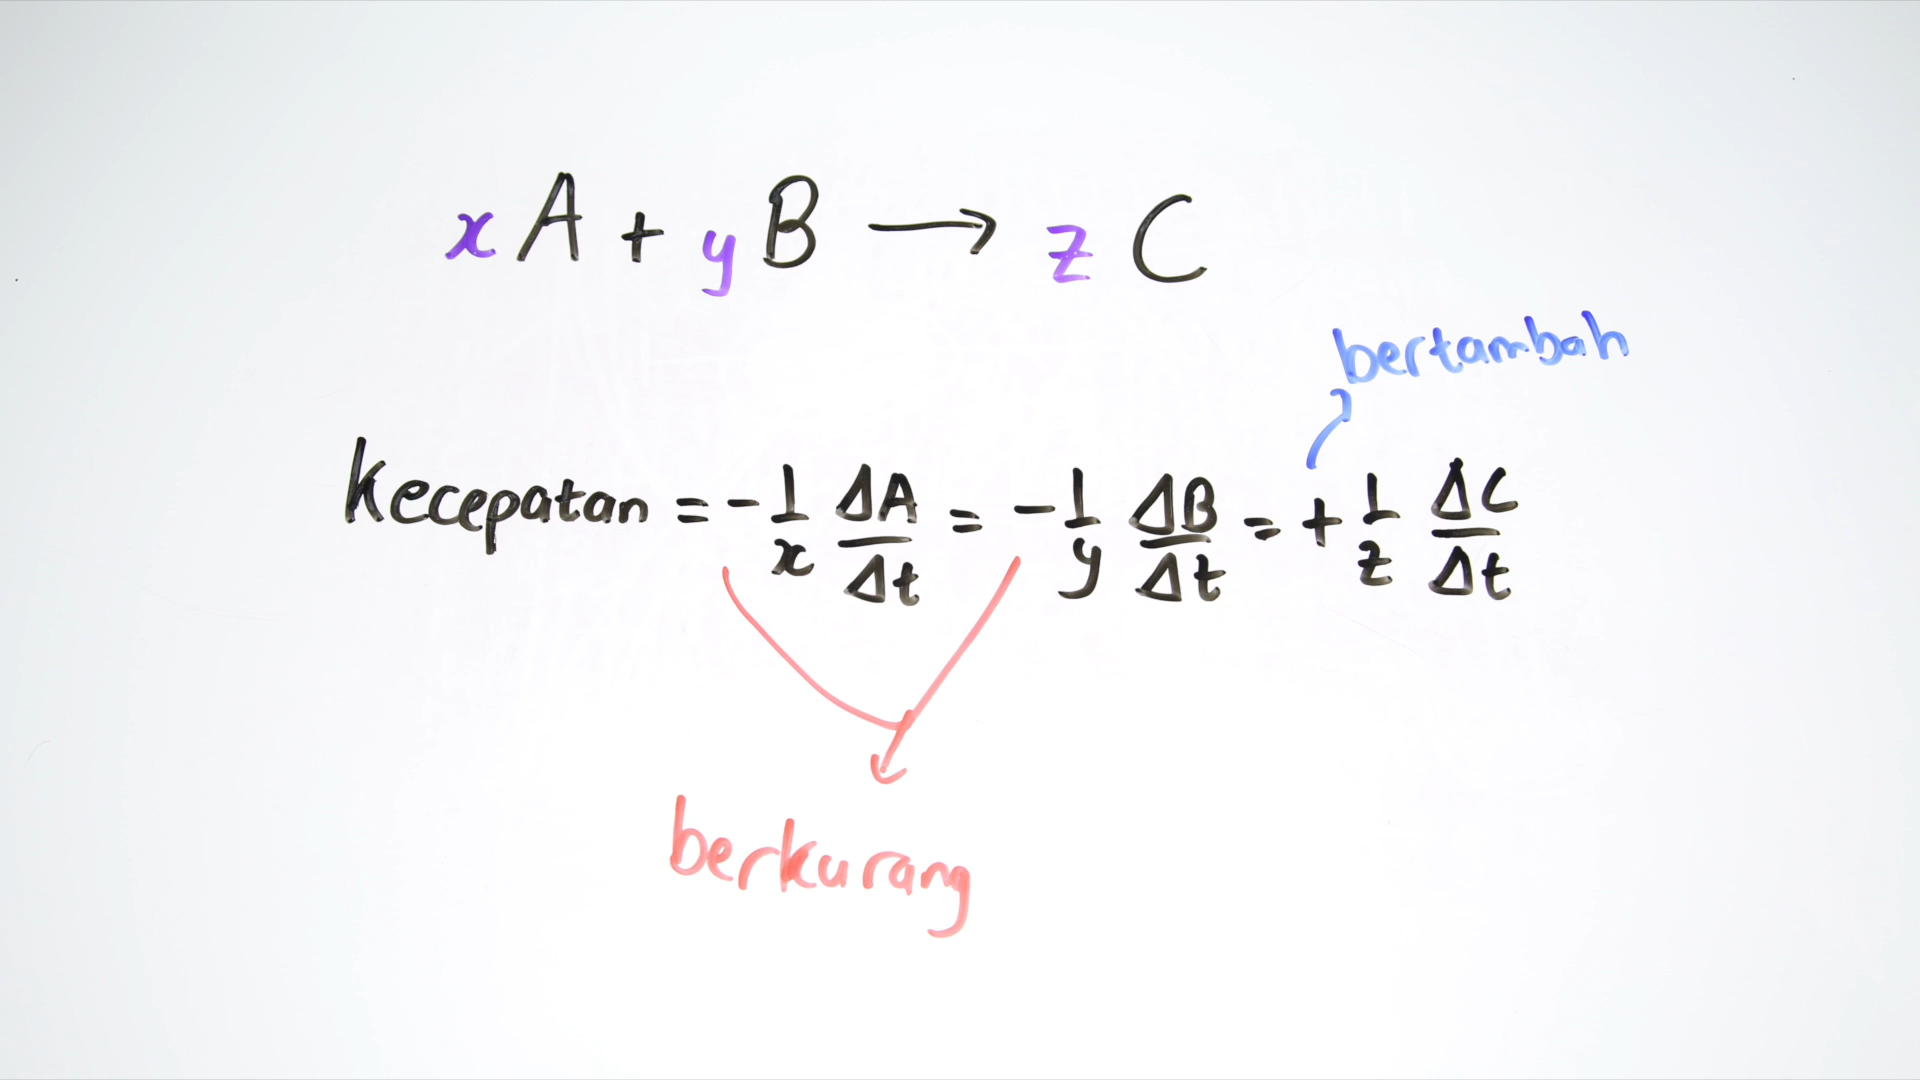 xA + yB → zC
bertambah
Kecepatan = - 1/x ΔA/Δt = - 1/y ΔB/Δt = + 1/z ΔC/Δt
berkurang